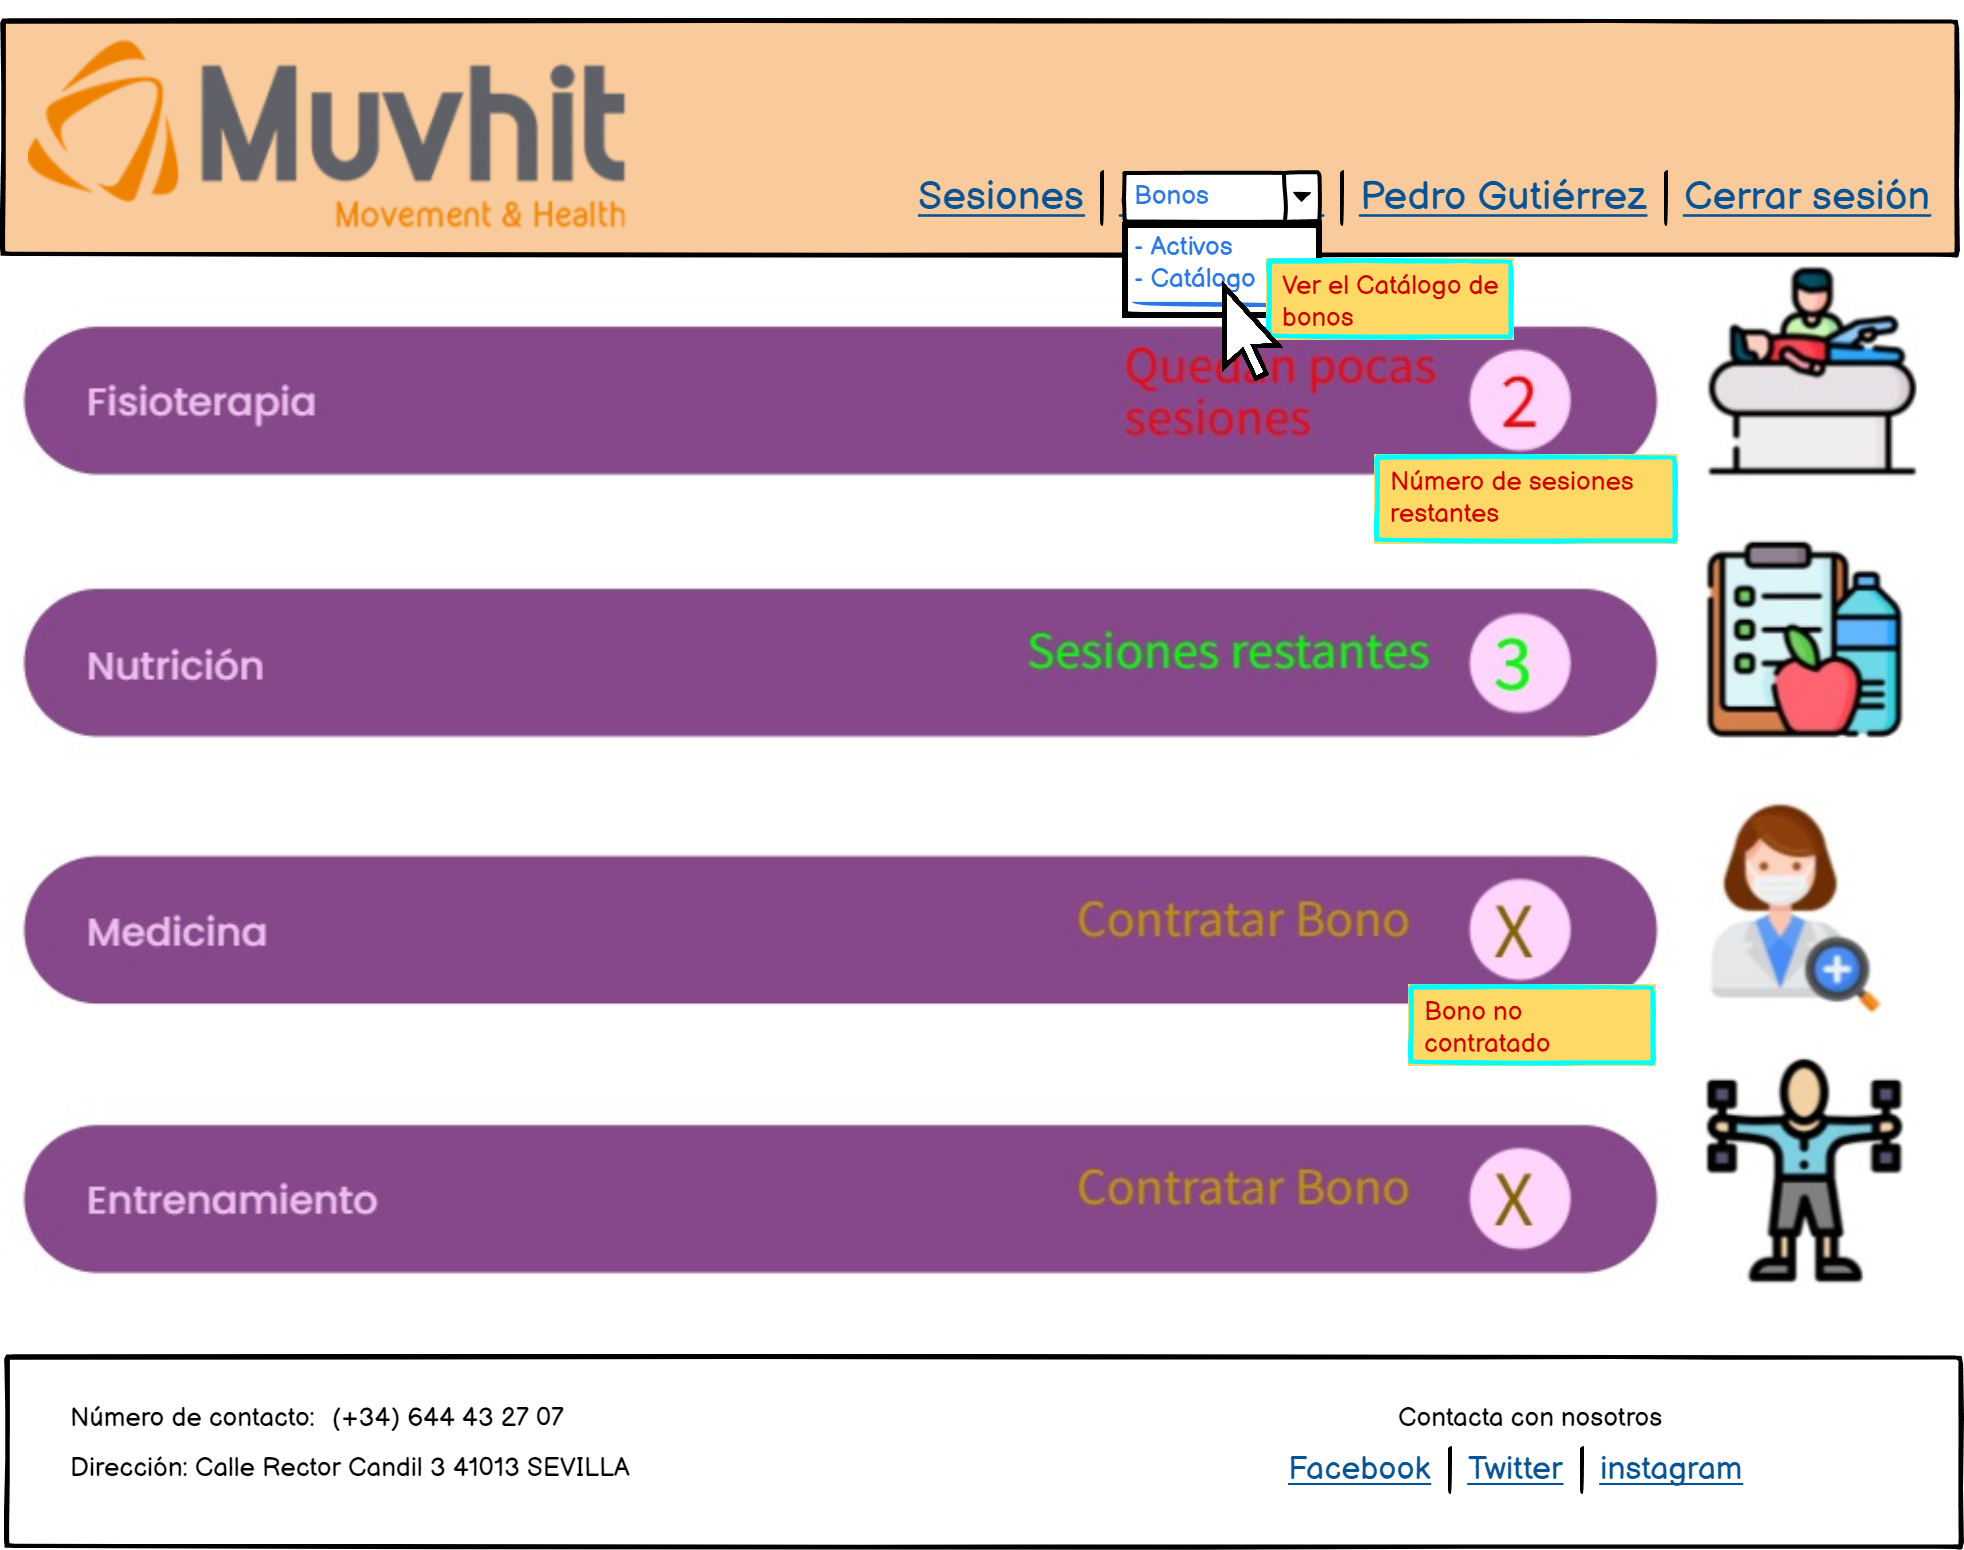 Muvhit
Movement & Health
Sesiones
Bonos
Pedro Gutiérrez
Cerrar sesión
- Activos
- Catálogo
Ver el Catálogo de
bonos
Fisioterapia
Quedan pocas
sesiones
2
Número de sesiones
restantes
Nutrición
Sesiones restantes
3
Medicina
Contratar Bono
X
Bono no
contratado
Entrenamiento
Contratar Bono
X
Número de contacto: (+34) 644 43 27 07
Dirección: Calle Rector Candil 3 41013 SEVILLA
Contacta con nosotros
Facebook
Twitter
instagram